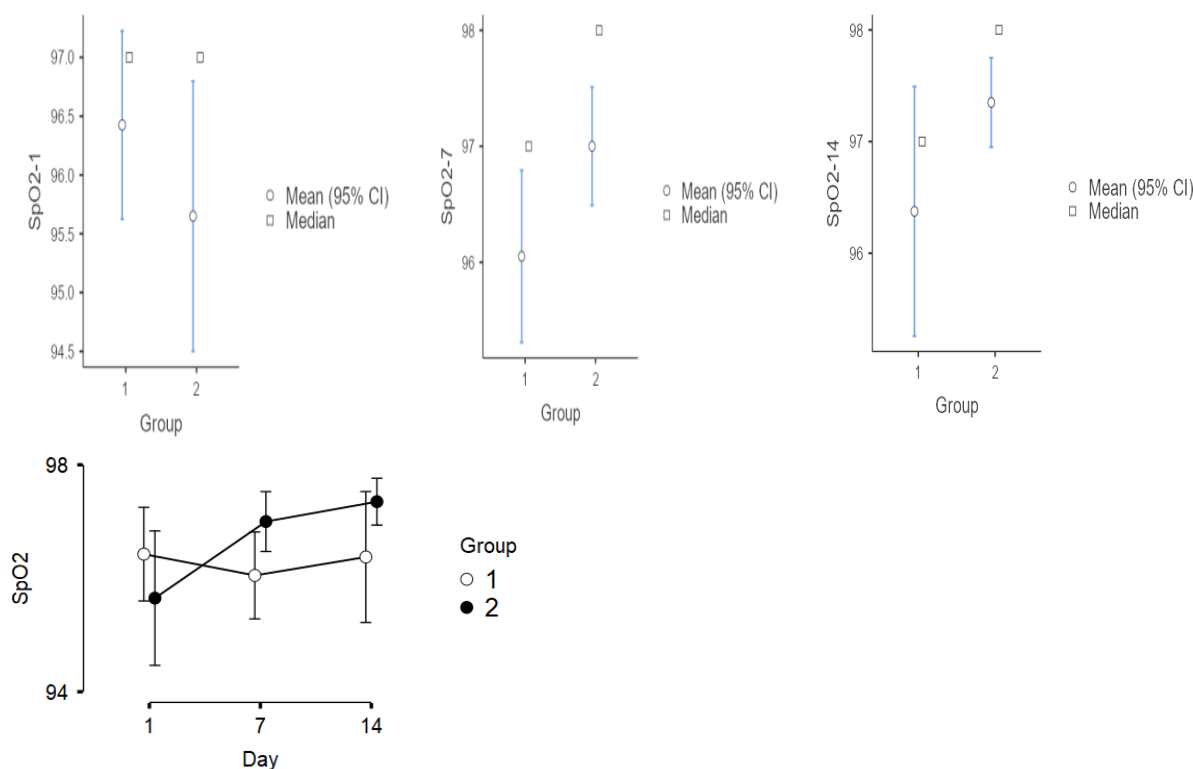 SpO2-1
97.0
96.5
96.0
95.5
95.0
94.5
1 2
Group
Mean (95% CI)
Median
SpO2-7
98
97
96
1 2
Group
Mean (95% CI)
Median
SpO2-14
98
97
96
1 2
Group
Mean (95% CI)
Median
SpO2
98
94
1 7 14
Day
Group
1
2